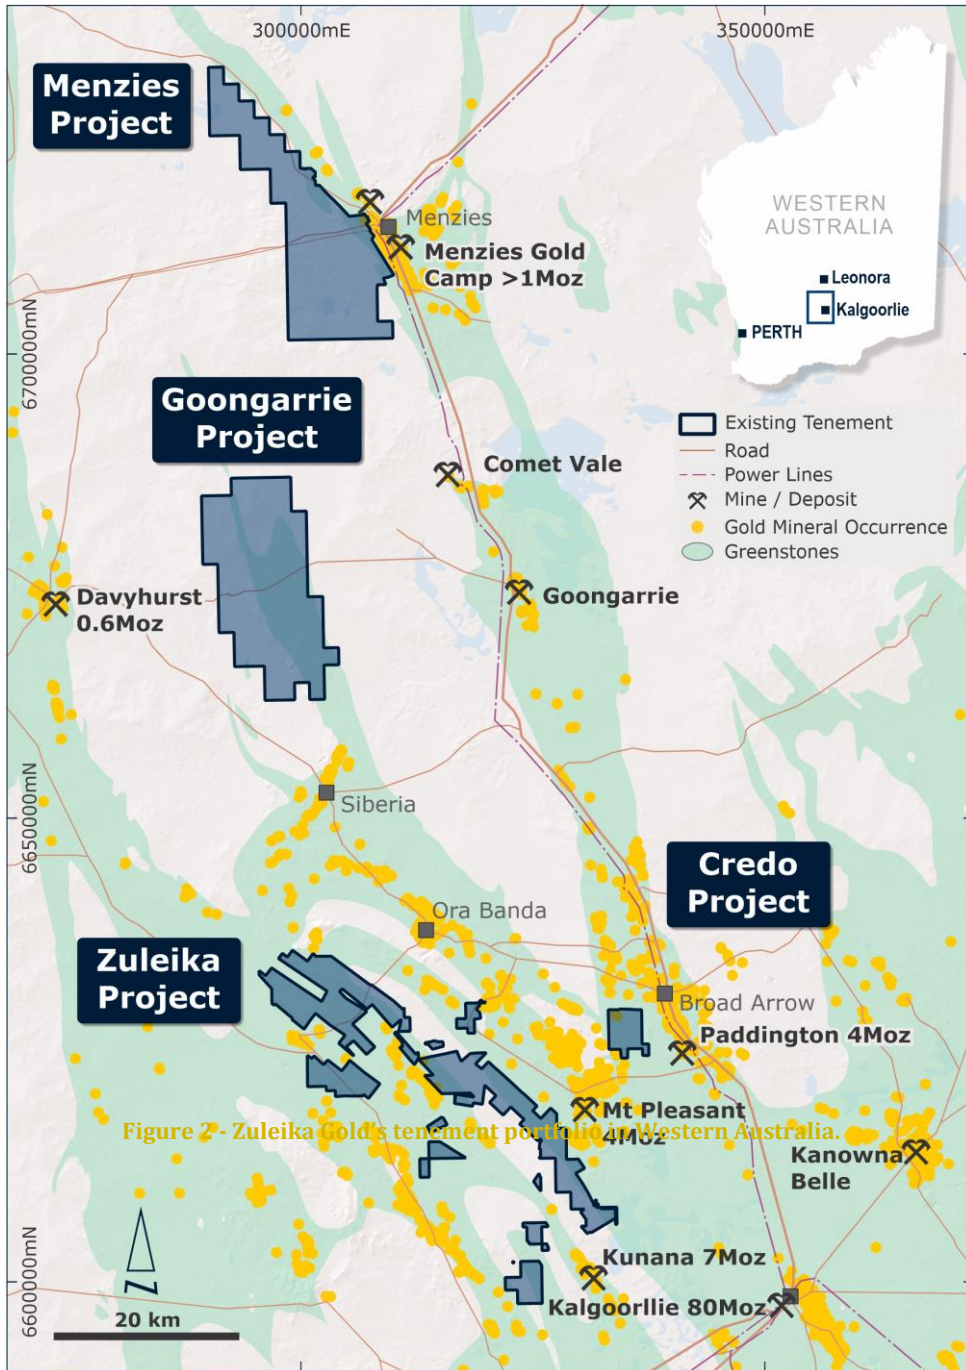 300000mE
350000mE
Menzies
Project
WESTERN
AUSTRALIA
Menzies
Menzies Gold
Camp >1Moz
Leonora
Kalgoorlie
PERTH
6700000mN
Goongarrie
Project
Existing Tenement
Road
Power Lines
Mine / Deposit
Gold Mineral Occurrence
Greenstones
Comet Vale
Davyhurst
0.6Moz
Goongarrie
6650000mN
Siberia
Credo
Project
Ora Banda
Zuleika
Project
Broad Arrow
Paddington 4Moz
Mt Pleasant
4Moz
Figure 2 - Zuleika Gold's tenement portfolio in Western Australia.
Kanowna
Belle
Kunana 7Moz
6600000mN
Z
Kalgoorllie 80Moz
20 km